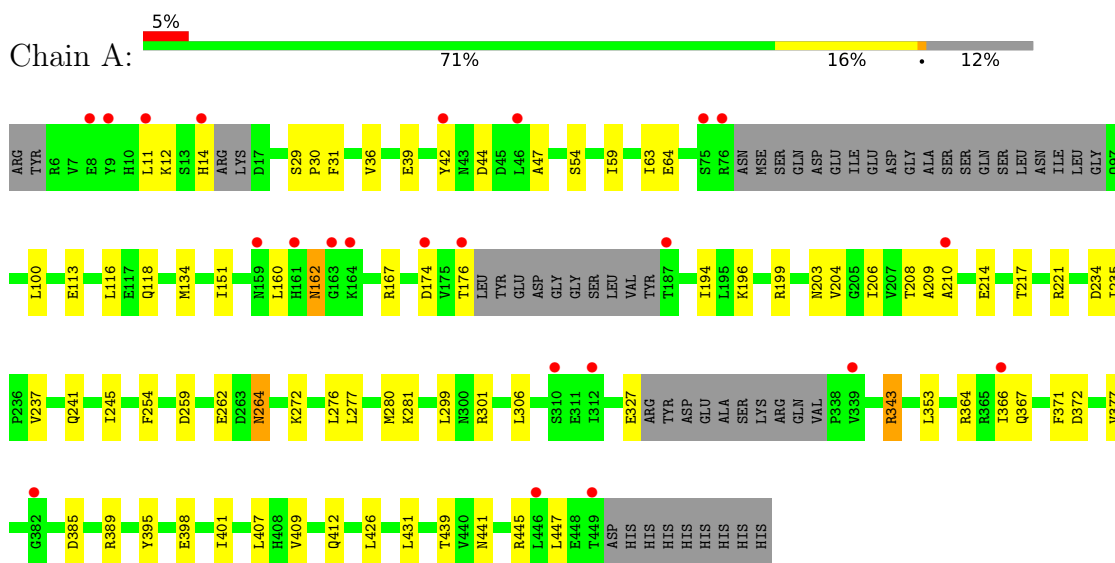 5%
Chain A:
71% 16% • 12%
ARG TYR R6 V7 E8 Y9 H10 L11 K12 S13 H14 ARG LYS D17 S29 P30 F31 V36 E39 Y42 N43 D44 D45 L46 A47 S54 I59 I63 E64 S75 R76 ASN MSE SER GLN ASP GLU ILE GLU ASP GLY ALA SER SER GLN SER LEU ASN ILE LEU GLY
L100 E113 L116 E117 Q118 M134 I151 N159 L160 H161 N162 G163 K164 R167 D174 V175 T176 LEU TYR GLU ASP GLY GLY SER LEU VAL TYR T187 I194 L195 K196 R199 N203 V204 G205 I206 V207 T208 A209 A210 E214 T217 R221 D234 I235
P236 V237 Q241 I245 F254 D259 E262 D263 N264 K272 L276 L277 M280 K281 L299 N300 R301 L306 S310 E311 I312 E327 ARG TYR ASP GLU ALA SER LYS ARG GLN VAL P338 V339 R343 L353 R364 R365 I366 Q367 F371 D372
G382 D385 R389 Y395 E398 I401 L407 H408 V409 Q412 L426 L431 T439 V440 N441 R445 L446 L447 E448 T449 ASP HIS HIS HIS HIS HIS HIS HIS HIS